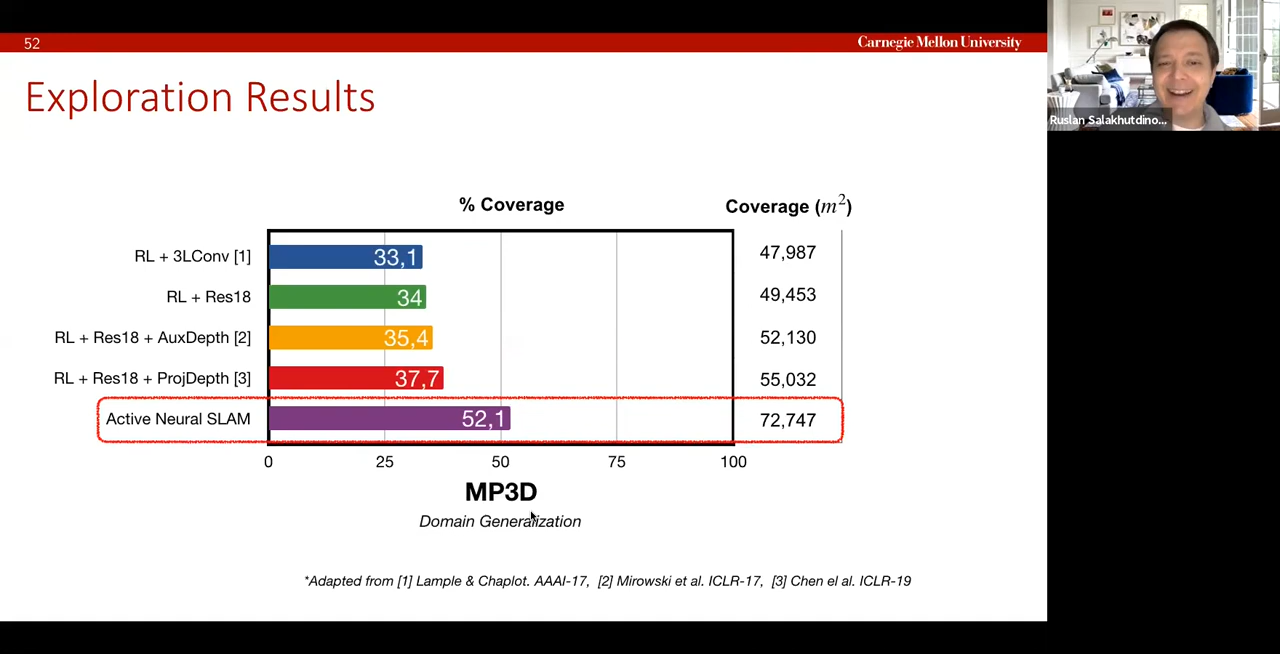 52
Carnegie Mellon University
Ruslan Salakhutdino...
Exploration Results
% Coverage
Coverage (m²)
RL + 3LConv [1] 33,1 47,987
RL + Res18 34 49,453
RL + Res18 + AuxDepth [2] 35,4 52,130
RL + Res18 + ProjDepth [3] 37,7 55,032
Active Neural SLAM 52,1 72,747
0 25 50 75 100
MP3D
Domain Generalization
*Adapted from [1] Lample & Chaplot. AAAI-17, [2] Mirowski et al. ICLR-17, [3] Chen el al. ICLR-19